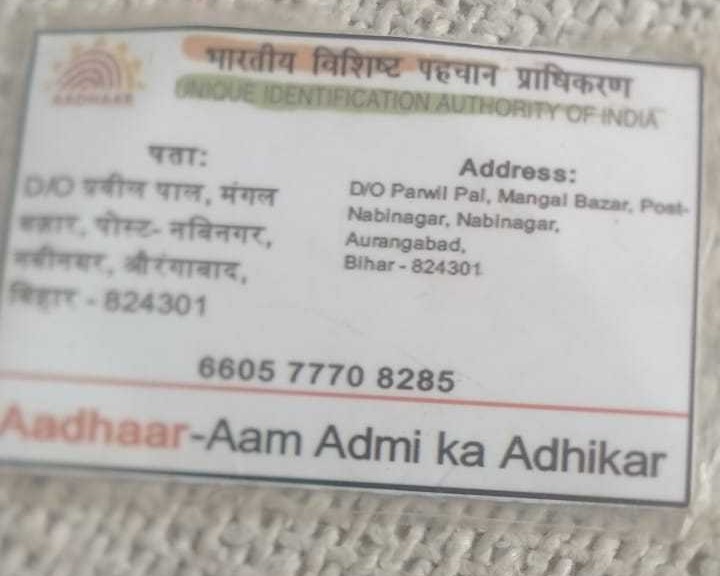 भारतीय विशिष्ट पहचान प्राधिकरण
UNIQUE IDENTIFICATION AUTHORITY OF INDIA
AADHAAR
पता:
D/O प्रवील पाल, मंगल
बज़ार, पोस्ट- नबिनगर,
नबीनगर, औरंगाबाद,
बिहार - 824301
Address:
D/O Parwil Pal, Mangal Bazar, Post-
Nabinagar, Nabinagar,
Aurangabad,
Bihar - 824301
6605 7770 8285
Aadhaar-Aam Admi ka Adhikar